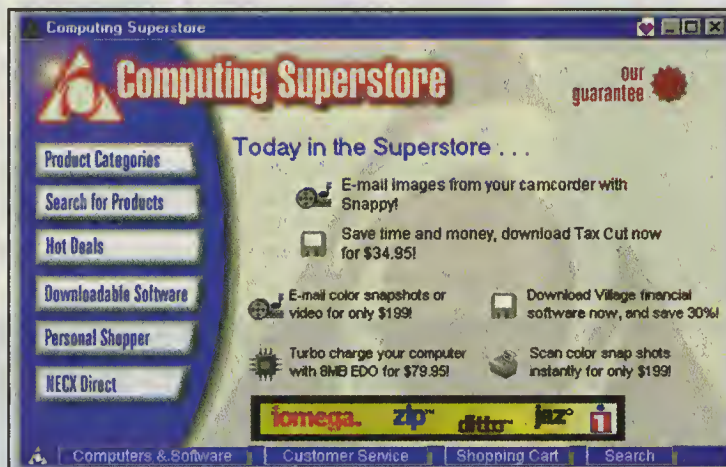 Computing Superstore
Computing Superstore
our
guarantee
Product Categories
Search for Products
Hot Deals
Downloadable Software
Personal Shopper
NECX Direct
Today in the Superstore . . .
E-mail images from your camcorder with
Snappy!
Save time and money, download Tax Cut now
for $34.95!
E-mail color snapshots or
video for only $199!
Download Village financial
software now, and save 30%!
Turbo charge your computer
with 8MB EDO for $79.95!
Scan color snap shots
instantly for only $199!
iomega. zip™ ditto™ jaz° i
Computers & Software Customer Service Shopping Cart Search